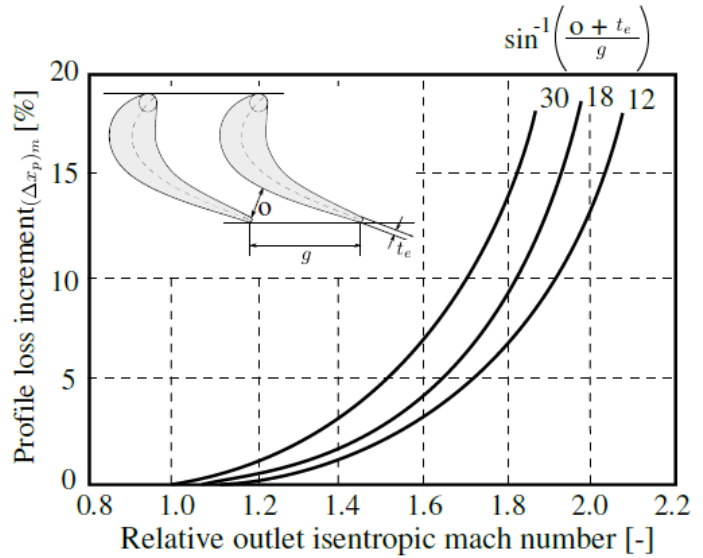 sin⁻¹((o + tₑ)/g)
20
30 18 12
15
o
g
tₑ
10
5
0
0.8 1.0 1.2 1.4 1.6 1.8 2.0 2.2
Relative outlet isentropic mach number [-]
Profile loss increment(Δxₚ)ₘ [%]